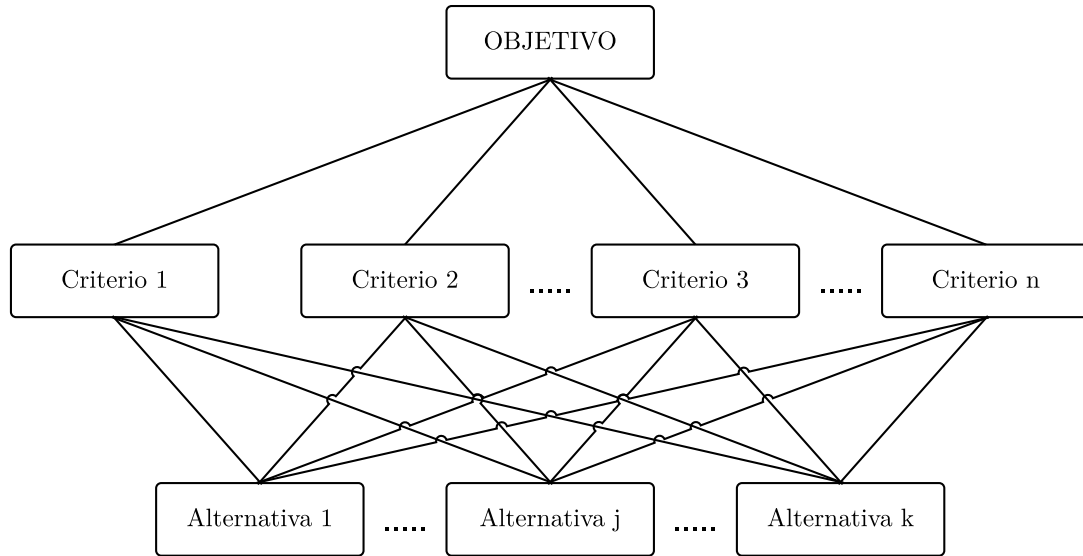 OBJETIVO
Criterio 1
Criterio 2
.....
Criterio 3
.....
Criterio n
Alternativa 1
.....
Alternativa j
.....
Alternativa k